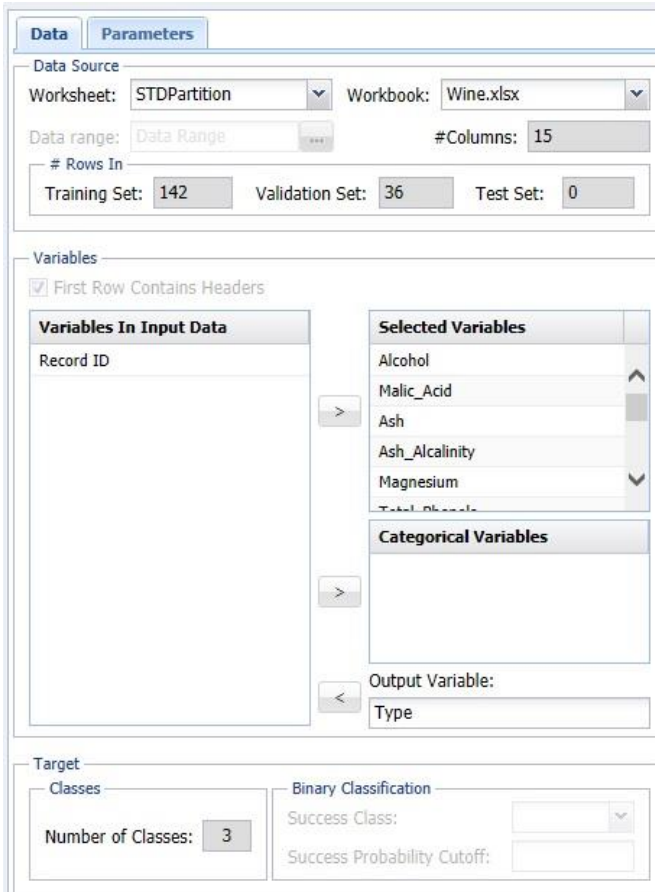 Data Parameters
Data Source
Worksheet: STDPartition Workbook: Wine.xlsx
Data range: Data Range ... #Columns: 15
# Rows In
Training Set: 142 Validation Set: 36 Test Set: 0
Variables
First Row Contains Headers
Variables In Input Data Selected Variables
Record ID Alcohol
Malic_Acid
>
Ash
Ash_Alcalinity
Magnesium
Total_Phenols
Categorical Variables
>
Output Variable:
<
Type
Target
Classes Binary Classification
Success Class:
Number of Classes: 3
Success Probability Cutoff: